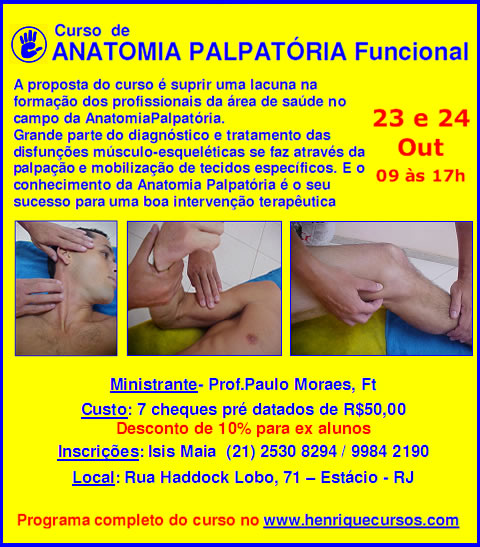 Curso de
ANATOMIA PALPATÓRIA Funcional
A proposta do curso é suprir uma lacuna na
formação dos profissionais da área de saúde no
campo da AnatomiaPalpatória.
Grande parte do diagnóstico e tratamento das
disfunções músculo-esqueléticas se faz através da
palpação e mobilização de tecidos específicos. E o
conhecimento da Anatomia Palpatória é o seu
sucesso para uma boa intervenção terapêutica
23 e 24
Out
09 às 17h
Ministrante- Prof.Paulo Moraes, Ft
Custo: 7 cheques pré datados de R$50,00
Desconto de 10% para ex alunos
Inscrições: Isis Maia (21) 2530 8294 / 9984 2190
Local: Rua Haddock Lobo, 71 – Estácio - RJ
Programa completo do curso no www.henriquecursos.com